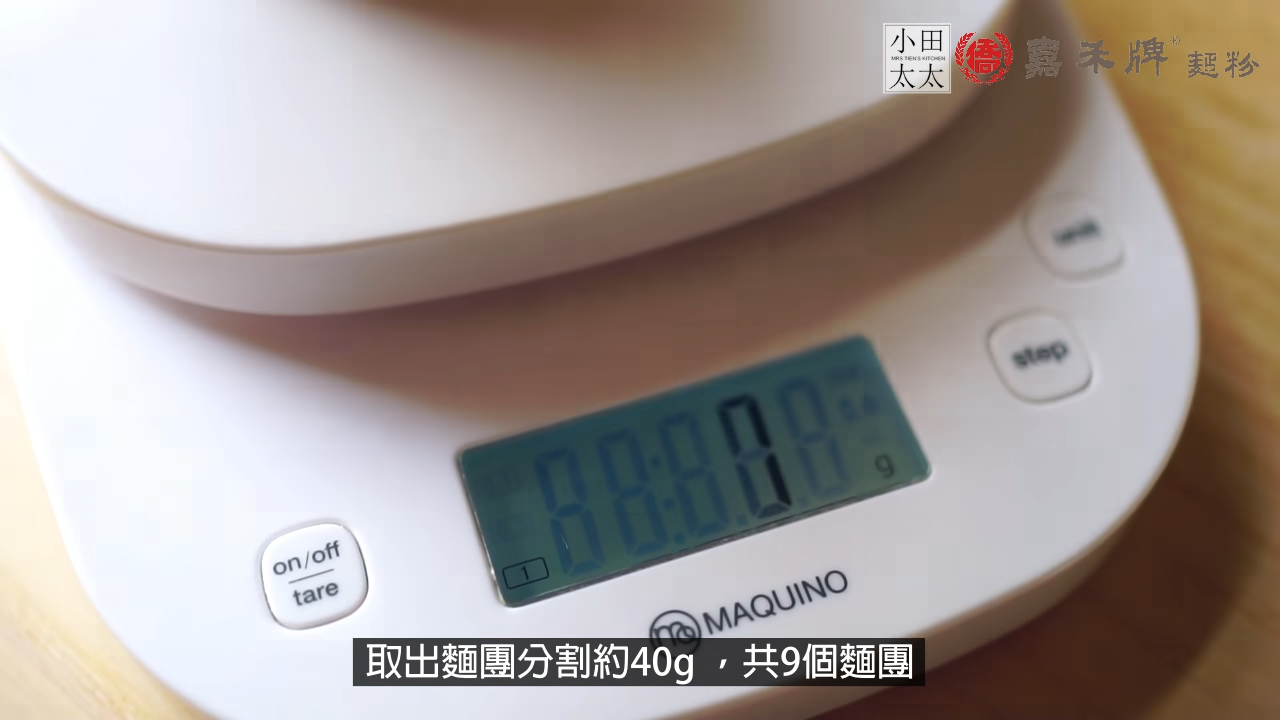 小田
MRS TIEN'S KITCHEN
太太
嘉禾牌 麵粉
unit
step
0 g
1
on/off
tare
MAQUINO
取出麵團分割約40g ，共9個麵團